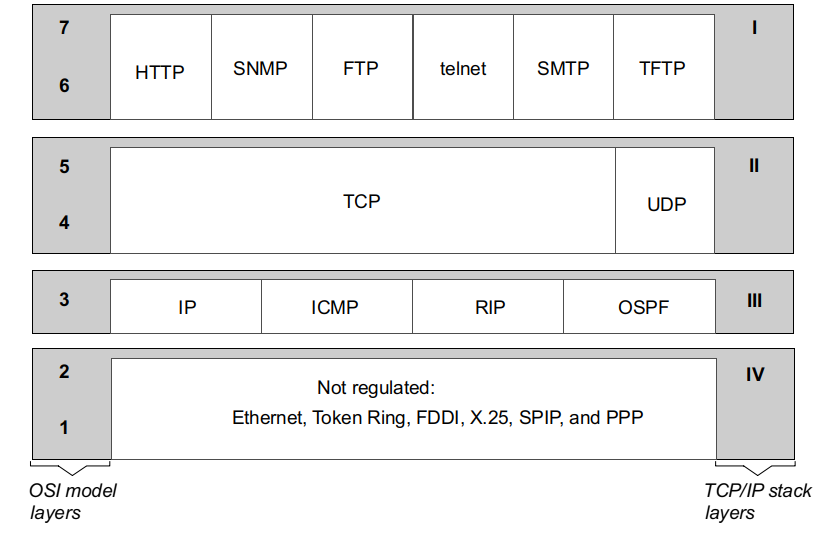 7
I
HTTP
SNMP
FTP
telnet
SMTP
TFTP
6
5
II
TCP
UDP
4
3
IP
ICMP
RIP
OSPF
III
2
IV
Not regulated:
Ethernet, Token Ring, FDDI, X.25, SPIP, and PPP
1
OSI model
layers
TCP/IP stack
layers